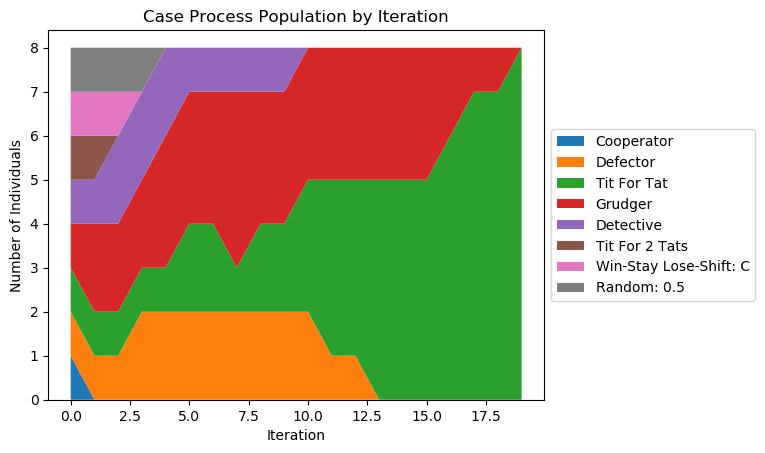 Case Process Population by Iteration
Number of Individuals
8
7
6
5
4
3
2
1
0
0.0 2.5 5.0 7.5 10.0 12.5 15.0 17.5
Iteration
Cooperator
Defector
Tit For Tat
Grudger
Detective
Tit For 2 Tats
Win-Stay Lose-Shift: C
Random: 0.5